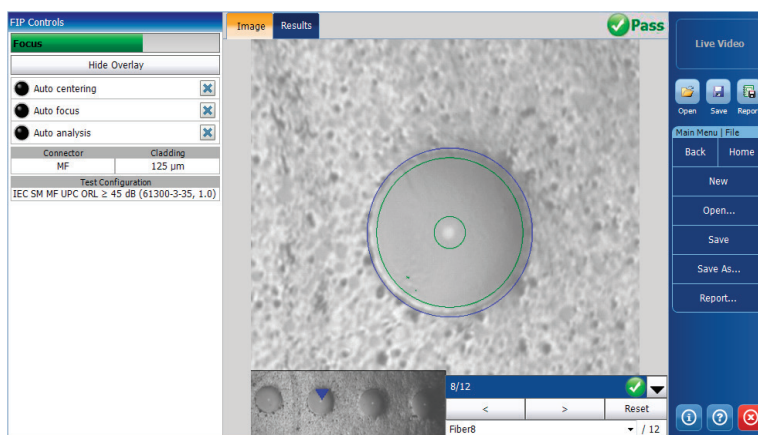 FIP Controls
Focus
Hide Overlay
Auto centering
Auto focus
Auto analysis
Connector Cladding
MF 125 µm
Test Configuration
IEC SM MF UPC ORL ≥ 45 dB (61300-3-35, 1.0)
Image Results
Pass
8/12
< > Reset
Fiber8 / 12
Live Video
Open Save Repor
Main Menu | File
Back Home
New
Open...
Save
Save As...
Report...